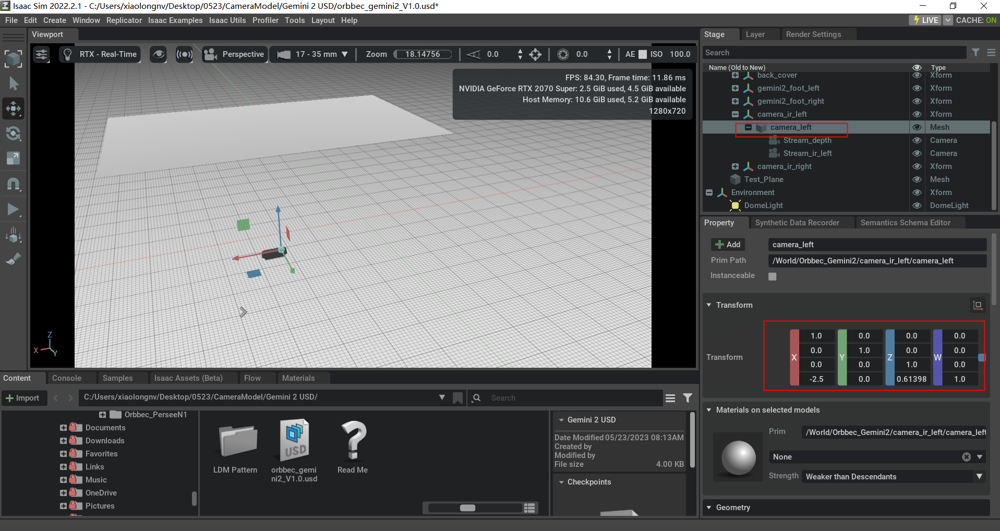 Isaac Sim 2022.2.1 - C:/Users/xiaolongnv/Desktop/0523/CameraModel/Gemini 2 USD/orbbec_gemini2_V1.0.usd*
File Edit Create Window Replicator Isaac Examples Isaac Utils Profiler Tools Layout Help
LIVE CACHE: ON
Viewport
RTX - Real-Time Perspective 17 - 35 mm Zoom 18.14756 0.0 0.0 AE ISO 100.0
FPS: 84.30, Frame time: 11.86 ms
NVIDIA GeForce RTX 2070 Super: 2.5 GiB used, 4.5 GiB available
Host Memory: 10.6 GiB used, 5.2 GiB available
1280x720
Z
X
Y
Stage Layer Render Settings
Search
Name (Old to New) Type
back_cover Xform
gemini2_foot_left Xform
gemini2_foot_right Xform
camera_ir_left Xform
camera_left Mesh
Stream_depth Camera
Stream_ir_left Camera
camera_ir_right Xform
Test_Plane Mesh
Environment Xform
DomeLight DomeLight
Property Synthetic Data Recorder Semantics Schema Editor
Add camera_left
Prim Path /World/Orbbec_Gemini2/camera_ir_left/camera_left
Instanceable
Transform
Transform X Y Z W
1.0 0.0 0.0 0.0
0.0 1.0 0.0 0.0
0.0 0.0 1.0 0.0
-2.5 0.0 0.61398 1.0
Materials on selected models
Prim /World/Orbbec_Gemini2/camera_ir_left/camera_left
None
Strength Weaker than Descendants
Geometry
Content Console Samples Isaac Assets (Beta) Flow Materials
Import C:/Users/xiaolongnv/Desktop/0523/CameraModel/Gemini 2 USD/ Search
Orbbec_PerseeN1
Documents
Downloads
Favorites
Links
Music
OneDrive
Pictures
USD
LDM Pattern
orbbec_gemi
ni2_V1.0.usd
Read Me
Gemini 2 USD
Date Modified 05/23/2023 08:13AM
Created by
Modified by
File size 4.00 KB
Checkpoints